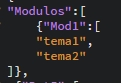 "Modulos":[
{"Mod1":[
"tema1",
"tema2"
]},